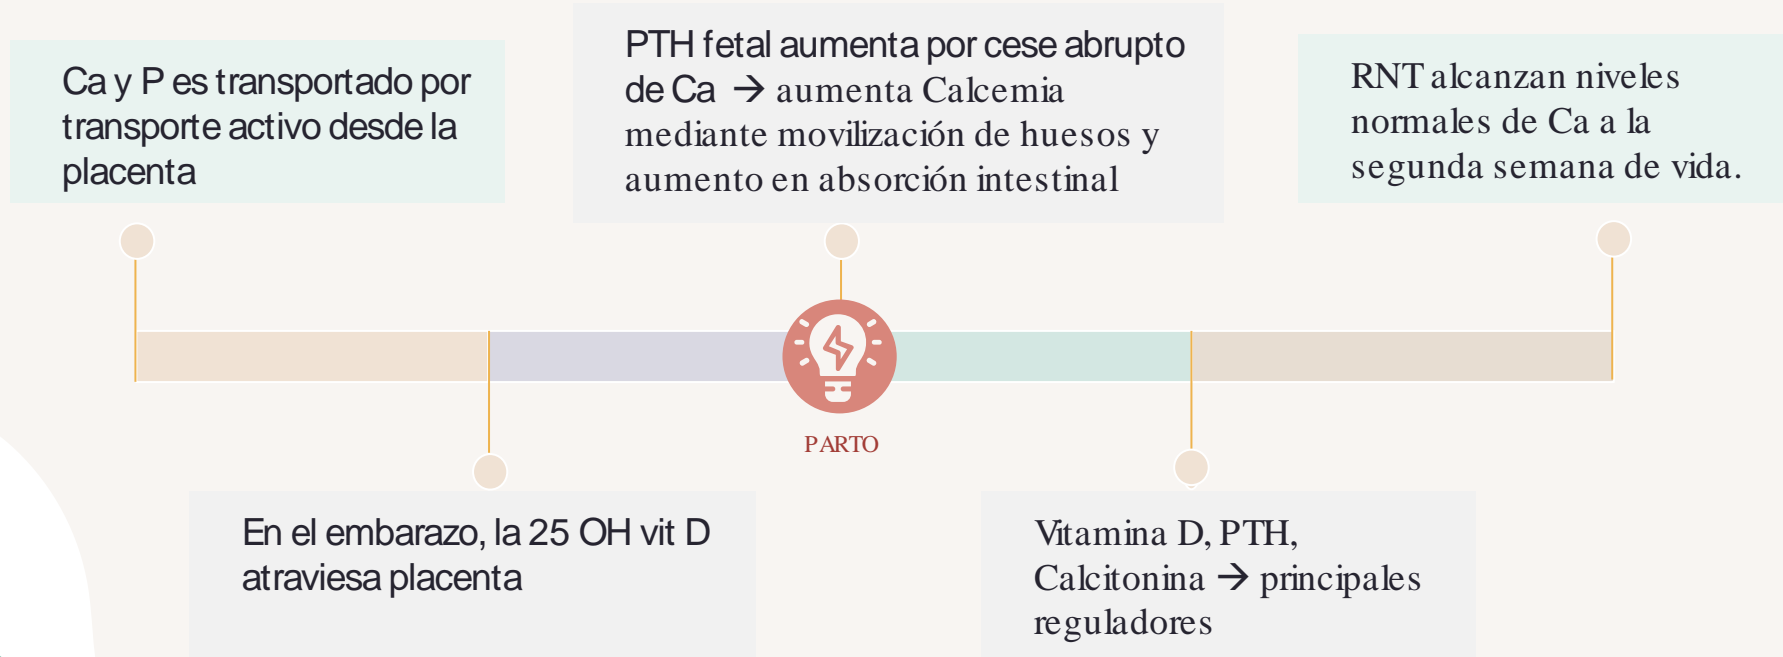 Ca y P es transportado por
transporte activo desde la
placenta
PTH fetal aumenta por cese abrupto
de Ca → aumenta Calcemia
mediante movilización de huesos y
aumento en absorción intestinal
RNT alcanzan niveles
normales de Ca a la
segunda semana de vida.
PARTO
En el embarazo, la 25 OH vit D
atraviesa placenta
Vitamina D, PTH,
Calcitonina → principales
reguladores